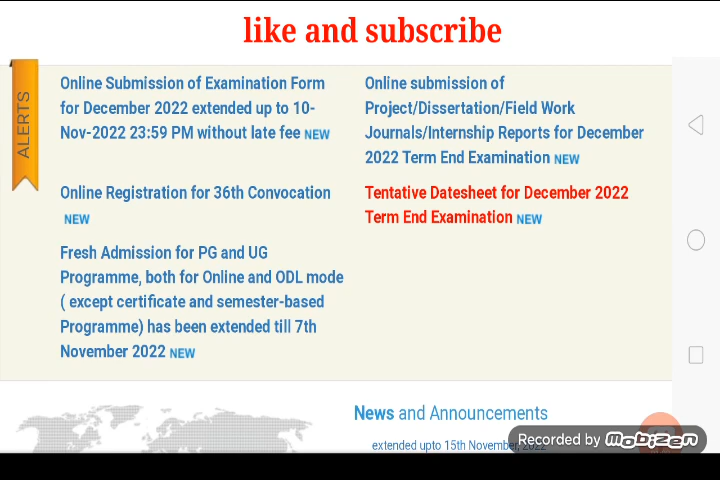 like and subscribe
ALERTS
Online Submission of Examination Form
for December 2022 extended up to 10-
Nov-2022 23:59 PM without late fee NEW
Online Registration for 36th Convocation
NEW
Fresh Admission for PG and UG
Programme, both for Online and ODL mode
( except certificate and semester-based
Programme) has been extended till 7th
November 2022 NEW
Online submission of
Project/Dissertation/Field Work
Journals/Internship Reports for December
2022 Term End Examination NEW
Tentative Datesheet for December 2022
Term End Examination NEW
News and Announcements
extended upto 15th November, 2022
Recorded by MOBIZEN